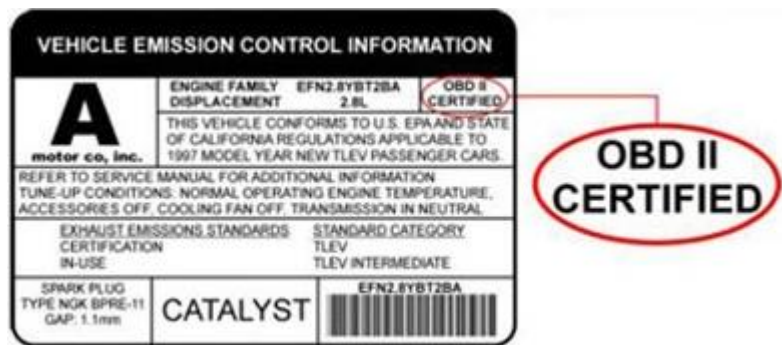 VEHICLE EMISSION CONTROL INFORMATION
A
motor co, inc.
ENGINE FAMILY EFN2.8YBT2BA
DISPLACEMENT 2.8L
OBD II
CERTIFIED
THIS VEHICLE CONFORMS TO U.S. EPA AND STATE
OF CALIFORNIA REGULATIONS APPLICABLE TO
1997 MODEL YEAR NEW TLEV PASSENGER CARS.
REFER TO SERVICE MANUAL FOR ADDITIONAL INFORMATION
TUNE-UP CONDITIONS: NORMAL OPERATING ENGINE TEMPERATURE,
ACCESSORIES OFF, COOLING FAN OFF, TRANSMISSION IN NEUTRAL
EXHAUST EMISSIONS STANDARDS STANDARD CATEGORY
CERTIFICATION TLEV
IN-USE TLEV INTERMEDIATE
SPARK PLUG
TYPE NGK BPRE-11
GAP: 1.1mm
CATALYST
EFN2.8YBT2BA
OBD II
CERTIFIED